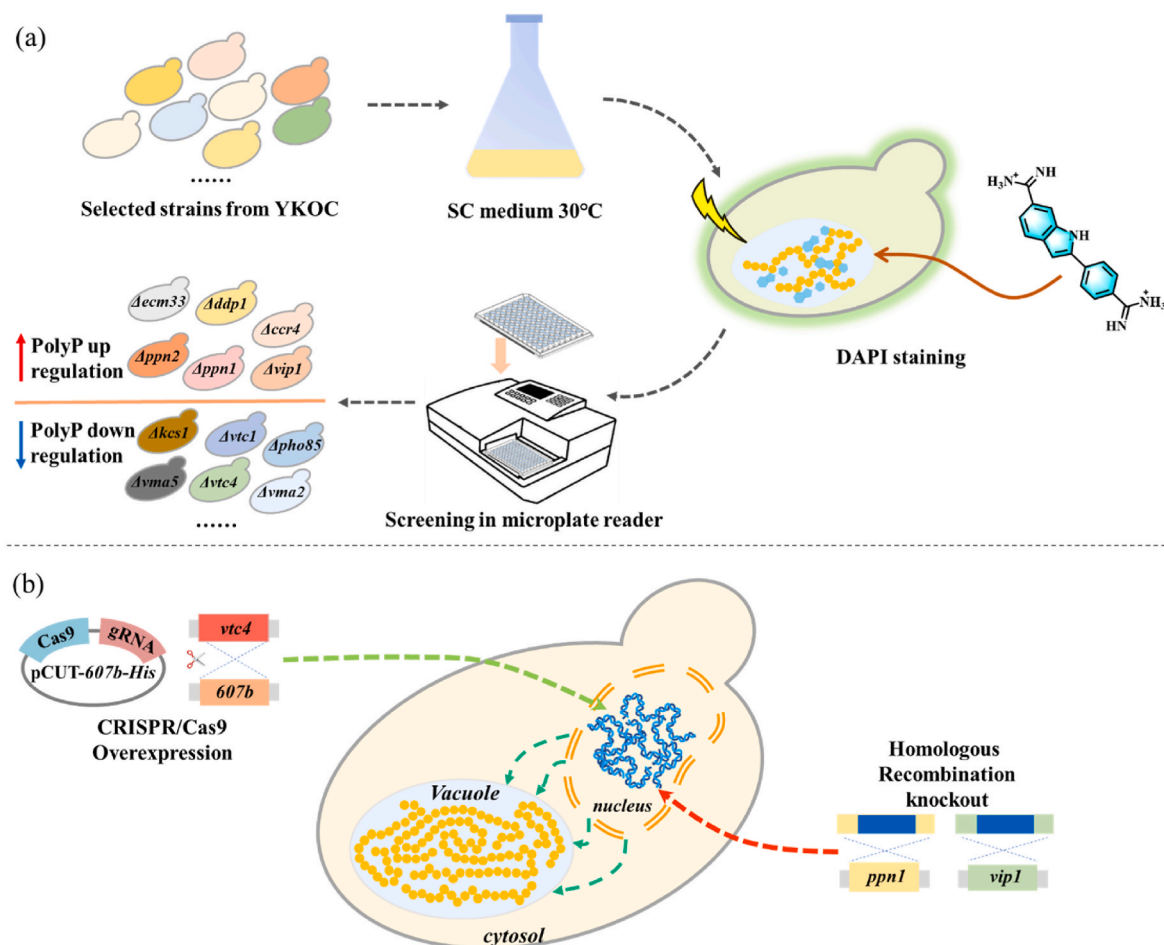 (a)
......
Selected strains from YKOC
SC medium 30°C
H₃N⁺
NH
NH
NH₃⁺
HN
DAPI staining
PolyP up
regulation
Δecm33
Δddp1
Δccr4
Δppn2
Δppn1
Δvip1
PolyP down
regulation
Δkcs1
Δvtc1
Δpho85
Δvma5
Δvtc4
Δvma2
......
Screening in microplate reader
(b)
Cas9
gRNA
pCUT-607b-His
vtc4
607b
CRISPR/Cas9
Overexpression
Vacuole
nucleus
cytosol
Homologous
Recombination
knockout
ppn1
vip1